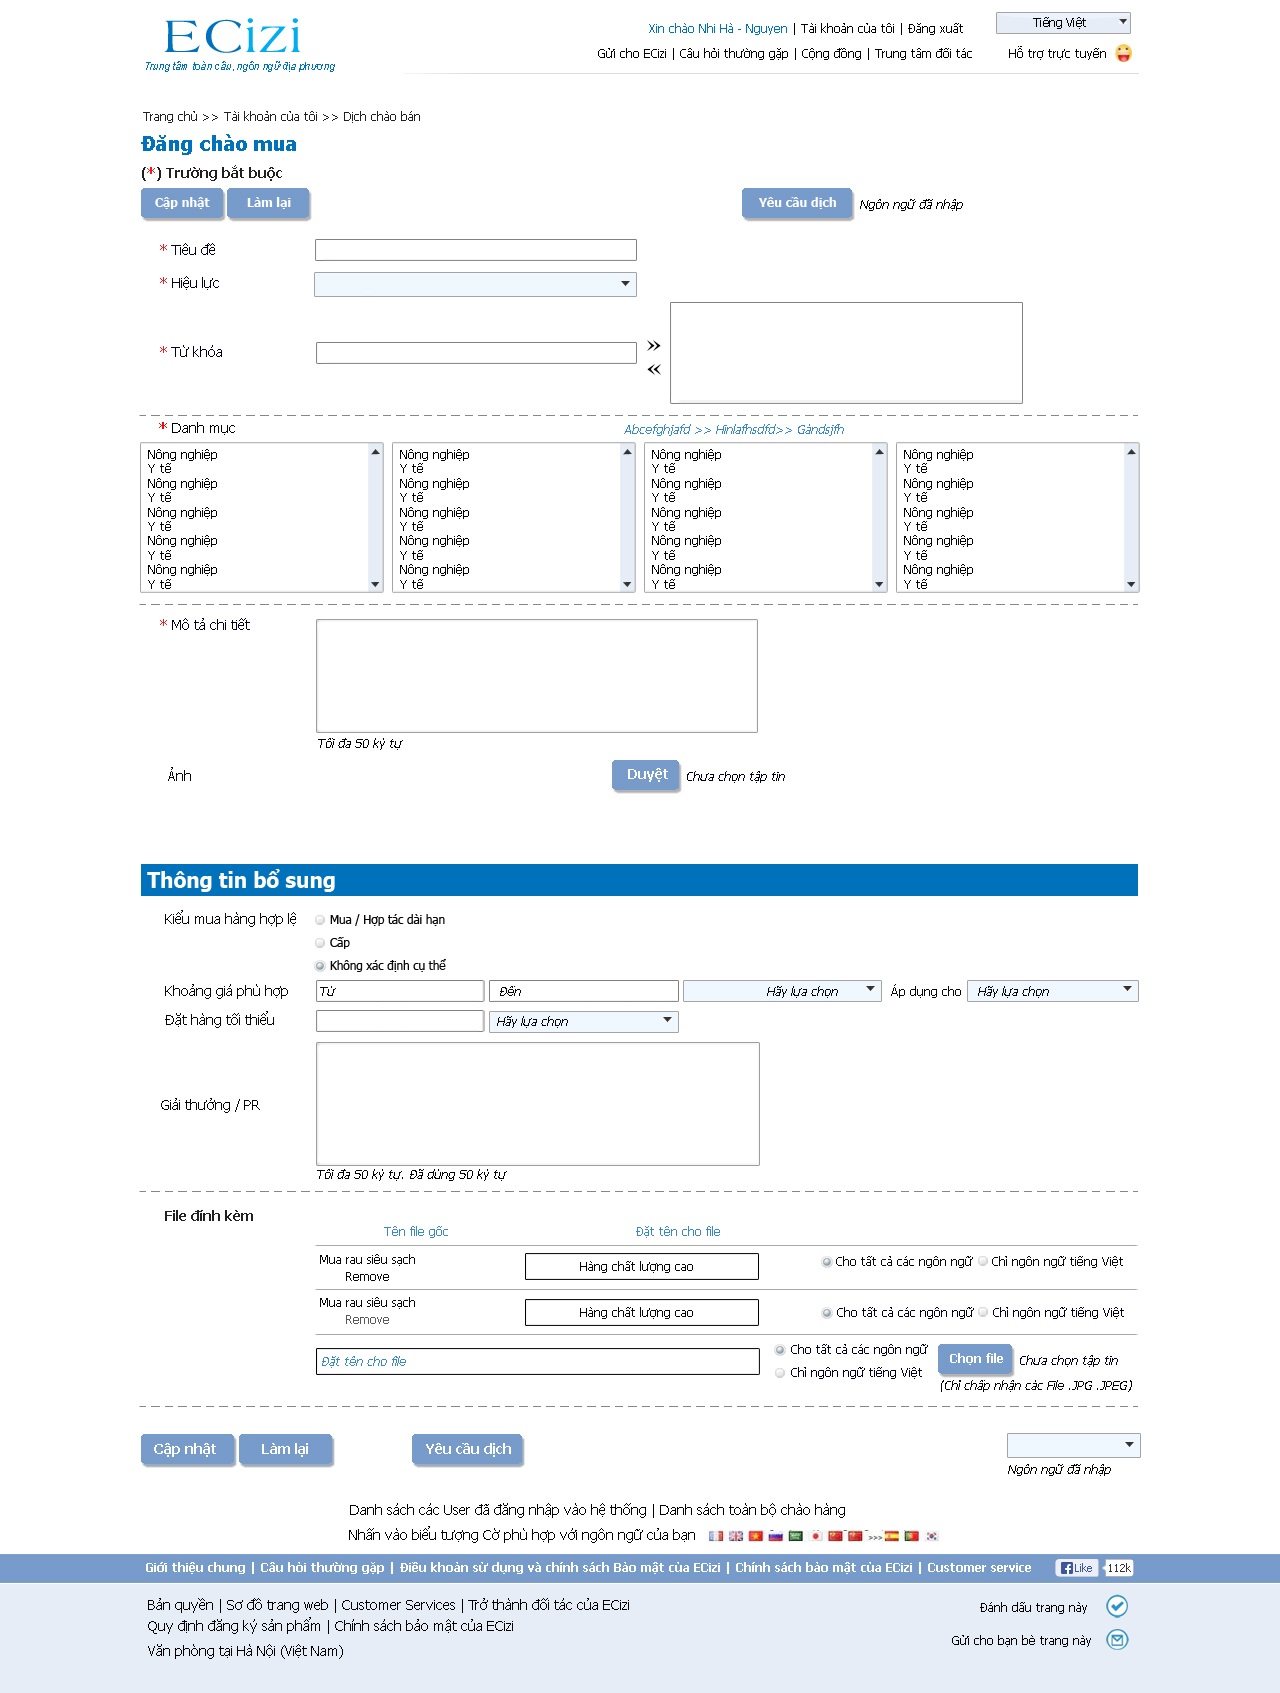 ECizi
Trung tâm toàn cầu, ngôn ngữ địa phương
Xin chào Nhi Hà - Nguyen | Tài khoản của tôi | Đăng xuất
Tiếng Việt
Gửi cho ECizi | Câu hỏi thường gặp | Cộng đồng | Trung tâm đối tác
Hỗ trợ trực tuyến
Trang chủ >> Tài khoản của tôi >> Dịch chào bán
Đăng chào mua
(*) Trường bắt buộc
Cập nhật Làm lại Yêu cầu dịch Ngôn ngữ đã nhập
* Tiêu đề
* Hiệu lực
* Từ khóa
* Danh mục Abcefghjafd >> Hinlafhsdfd>> Gàndsjfh
Nông nghiệp Nông nghiệp Nông nghiệp Nông nghiệp
Y tế Y tế Y tế Y tế
Nông nghiệp Nông nghiệp Nông nghiệp Nông nghiệp
Y tế Y tế Y tế Y tế
Nông nghiệp Nông nghiệp Nông nghiệp Nông nghiệp
Y tế Y tế Y tế Y tế
Nông nghiệp Nông nghiệp Nông nghiệp Nông nghiệp
Y tế Y tế Y tế Y tế
Nông nghiệp Nông nghiệp Nông nghiệp Nông nghiệp
Y tế Y tế Y tế Y tế
* Mô tả chi tiết
Tối đa 50 ký tự
Ảnh Duyệt Chưa chọn tập tin
Thông tin bổ sung
Kiểu mua hàng hợp lệ Mua / Hợp tác dài hạn
Cấp
Không xác định cụ thể
Khoảng giá phù hợp Từ Đến Hãy lựa chọn Áp dụng cho Hãy lựa chọn
Đặt hàng tối thiểu Hãy lựa chọn
Giải thưởng / PR
Tối đa 50 ký tự. Đã dùng 50 ký tự
File đính kèm
Tên file gốc Đặt tên cho file
Mua rau siêu sạch Hàng chất lượng cao Cho tất cả các ngôn ngữ Chỉ ngôn ngữ tiếng Việt
Remove
Mua rau siêu sạch Hàng chất lượng cao Cho tất cả các ngôn ngữ Chỉ ngôn ngữ tiếng Việt
Remove
Đặt tên cho file Cho tất cả các ngôn ngữ Chọn file Chưa chọn tập tin
Chỉ ngôn ngữ tiếng Việt
(Chỉ chấp nhận các File .JPG .JPEG)
Cập nhật Làm lại Yêu cầu dịch
Ngôn ngữ đã nhập
Danh sách các User đã đăng nhập vào hệ thống | Danh sách toàn bộ chào hàng
Nhấn vào biểu tượng Cờ phù hợp với ngôn ngữ của bạn >>>
Giới thiệu chung | Câu hỏi thường gặp | Điều khoản sử dụng và chính sách Bảo mật của ECizi | Chính sách bảo mật của ECizi | Customer service Like 112k
Bản quyền | Sơ đồ trang web | Customer Services | Trở thành đối tác của ECizi
Đánh dấu trang này
Quy định đăng ký sản phẩm | Chính sách bảo mật của ECizi
Gửi cho bạn bè trang này
Văn phòng tại Hà Nội (Việt Nam)